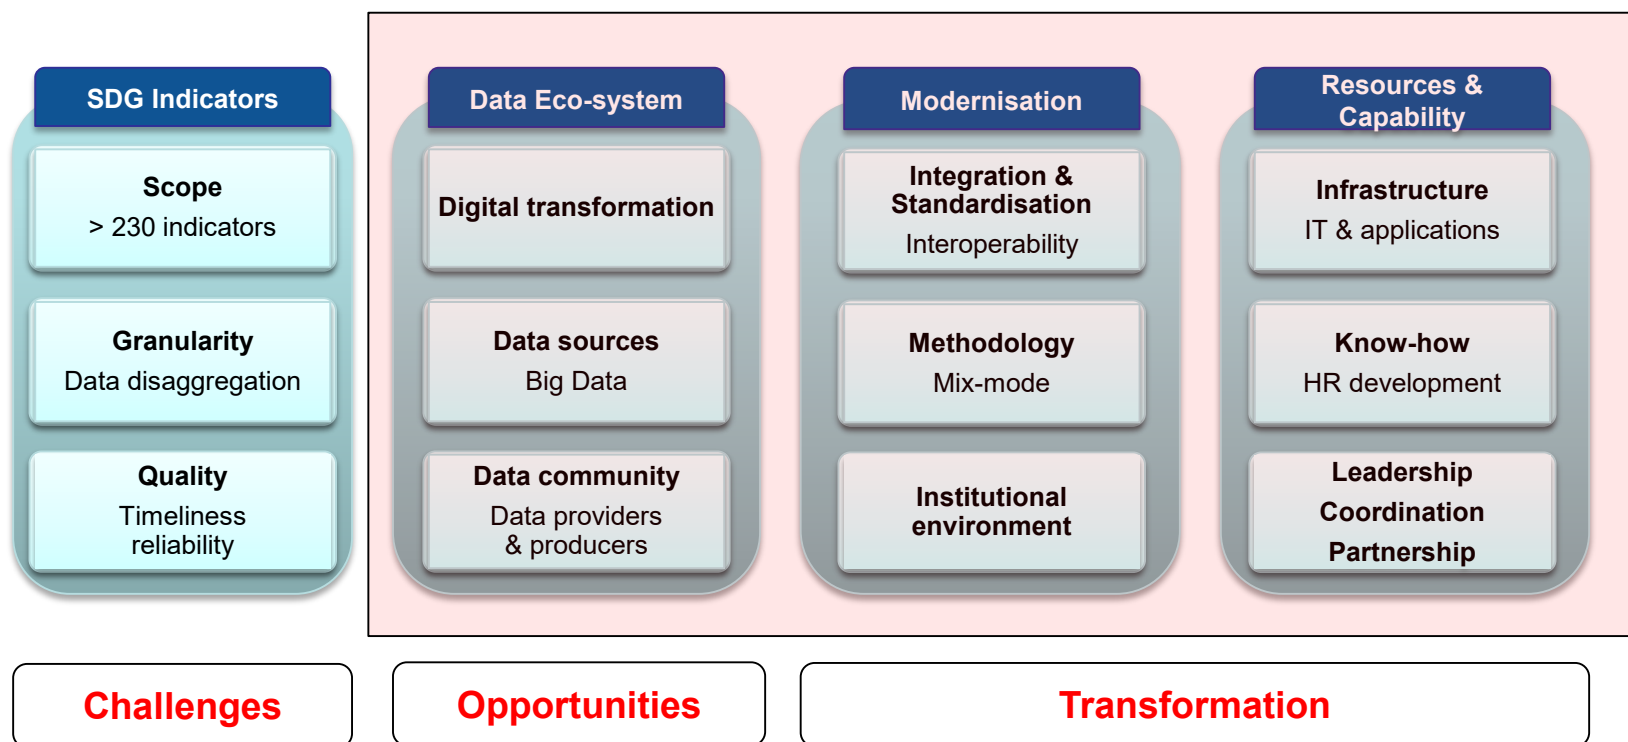 SDG Indicators
Scope
> 230 indicators
Granularity
Data disaggregation
Quality
Timeliness
reliability
Data Eco-system
Digital transformation
Data sources
Big Data
Data community
Data providers
& producers
Modernisation
Integration &
Standardisation
Interoperability
Methodology
Mix-mode
Institutional
environment
Resources &
Capability
Infrastructure
IT & applications
Know-how
HR development
Leadership
Coordination
Partnership
Challenges
Opportunities
Transformation